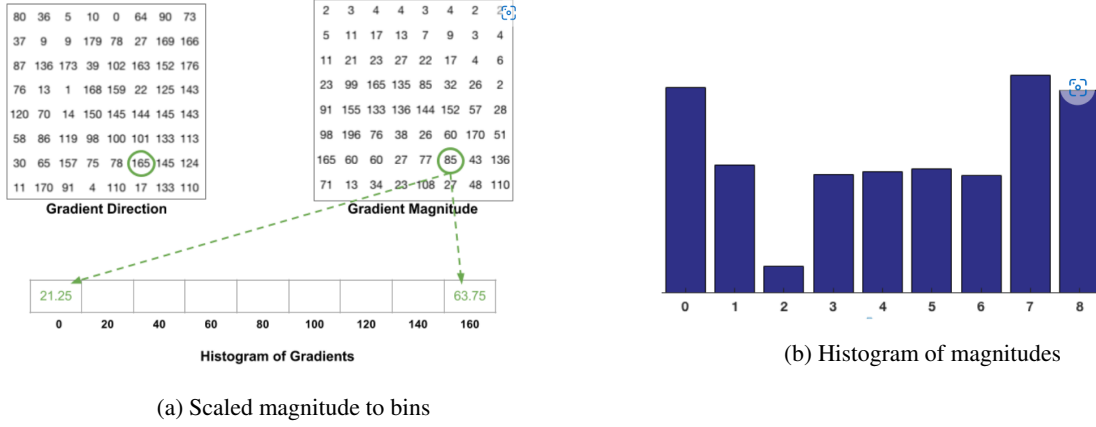 80 36 5 10 0 64 90 73
37 9 9 179 78 27 169 166
87 136 173 39 102 163 152 176
76 13 1 168 159 22 125 143
120 70 14 150 145 144 145 143
58 86 119 98 100 101 133 113
30 65 157 75 78 165 145 124
11 170 91 4 110 17 133 110
Gradient Direction
2 3 4 4 3 4 2
5 11 17 13 7 9 3 4
11 21 23 27 22 17 4 6
23 99 165 135 85 32 26 2
91 155 133 136 144 152 57 28
98 196 76 38 26 60 170 51
165 60 60 27 77 85 43 136
71 13 34 23 108 27 48 110
Gradient Magnitude
21.25 63.75
0 20 40 60 80 100 120 140 160
Histogram of Gradients
(a) Scaled magnitude to bins
0 1 2 3 4 5 6 7 8
(b) Histogram of magnitudes